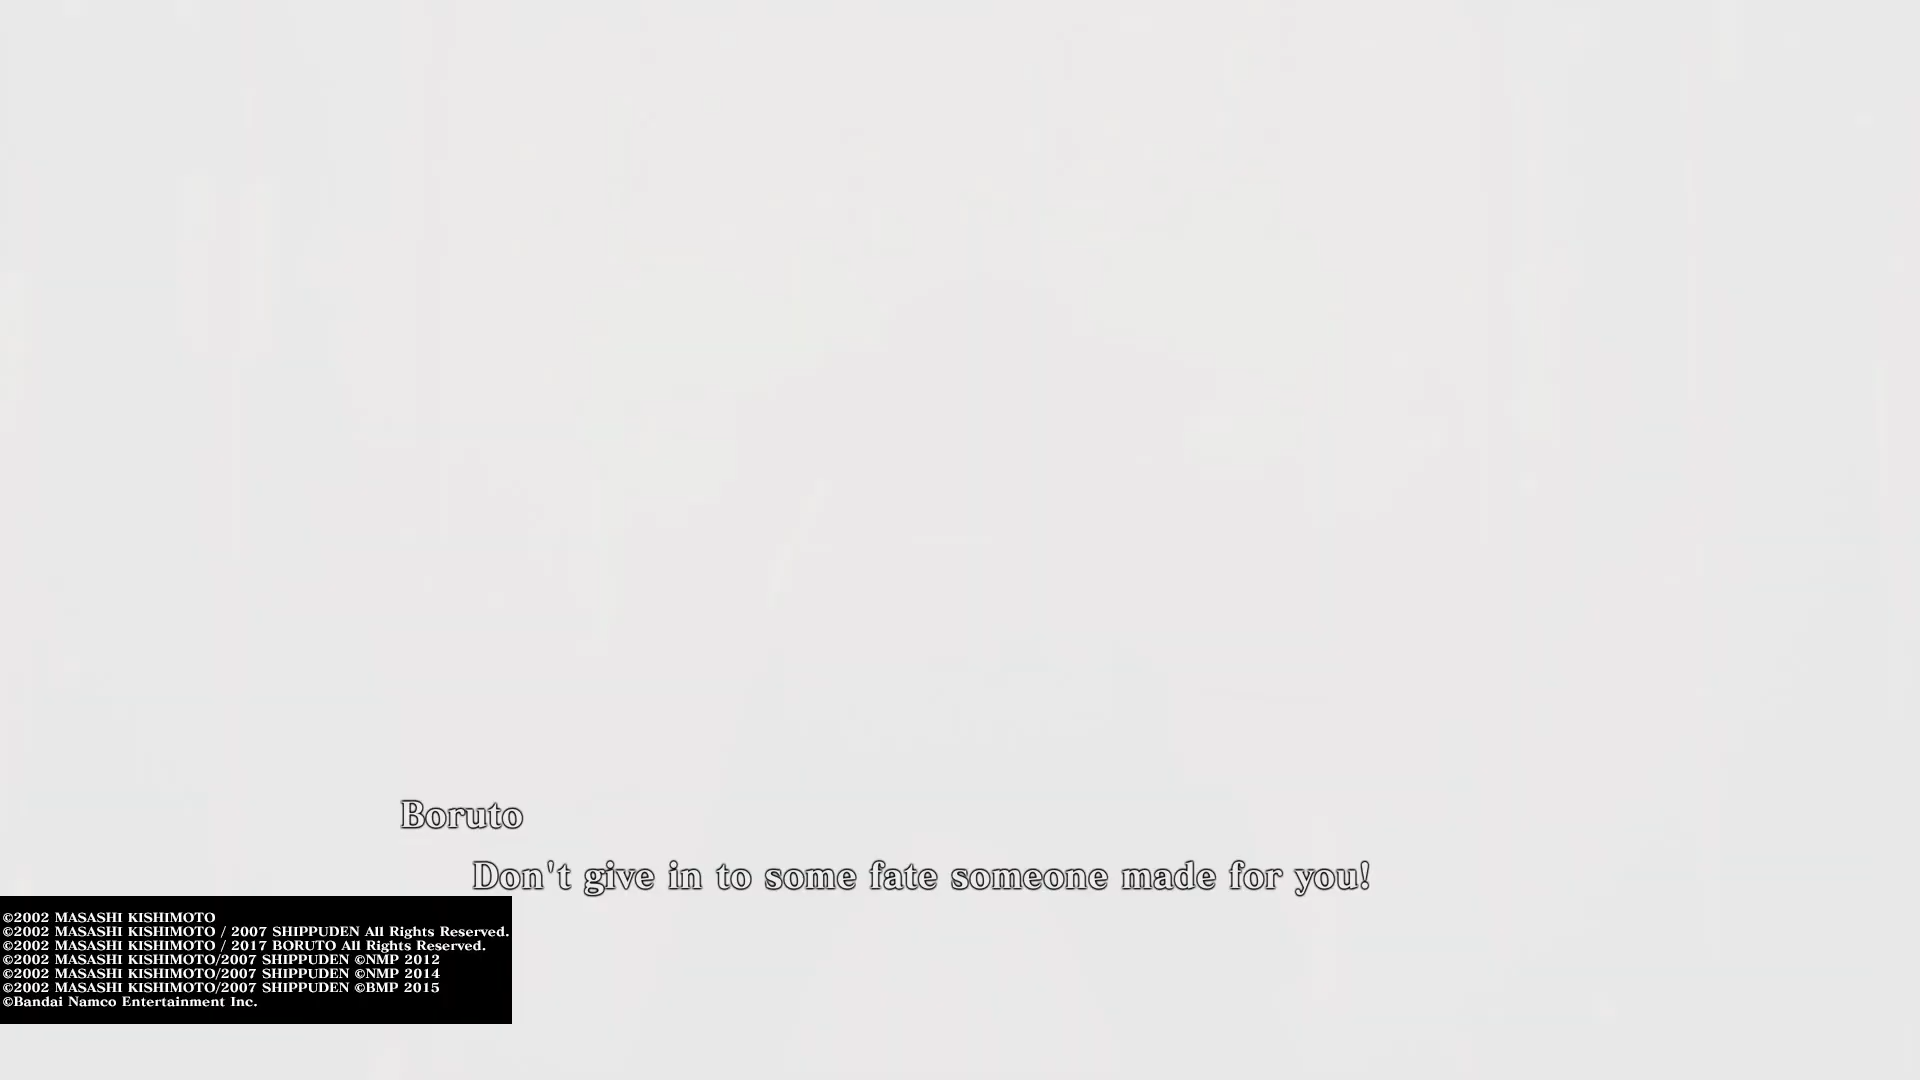 Boruto
Don't give in to some fate someone made for you!
©2002 MASASHI KISHIMOTO
©2002 MASASHI KISHIMOTO / 2007 SHIPPUDEN All Rights Reserved.
©2002 MASASHI KISHIMOTO / 2017 BORUTO All Rights Reserved.
©2002 MASASHI KISHIMOTO/2007 SHIPPUDEN ©NMP 2012
©2002 MASASHI KISHIMOTO/2007 SHIPPUDEN ©NMP 2014
©2002 MASASHI KISHIMOTO/2007 SHIPPUDEN ©BMP 2015
©Bandai Namco Entertainment Inc.